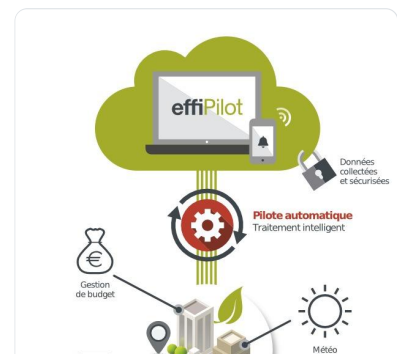 effiPilot
Données
collectées
et sécurisées
Pilote automatique
Traitement intelligent
€
Gestion
de budget
Météo